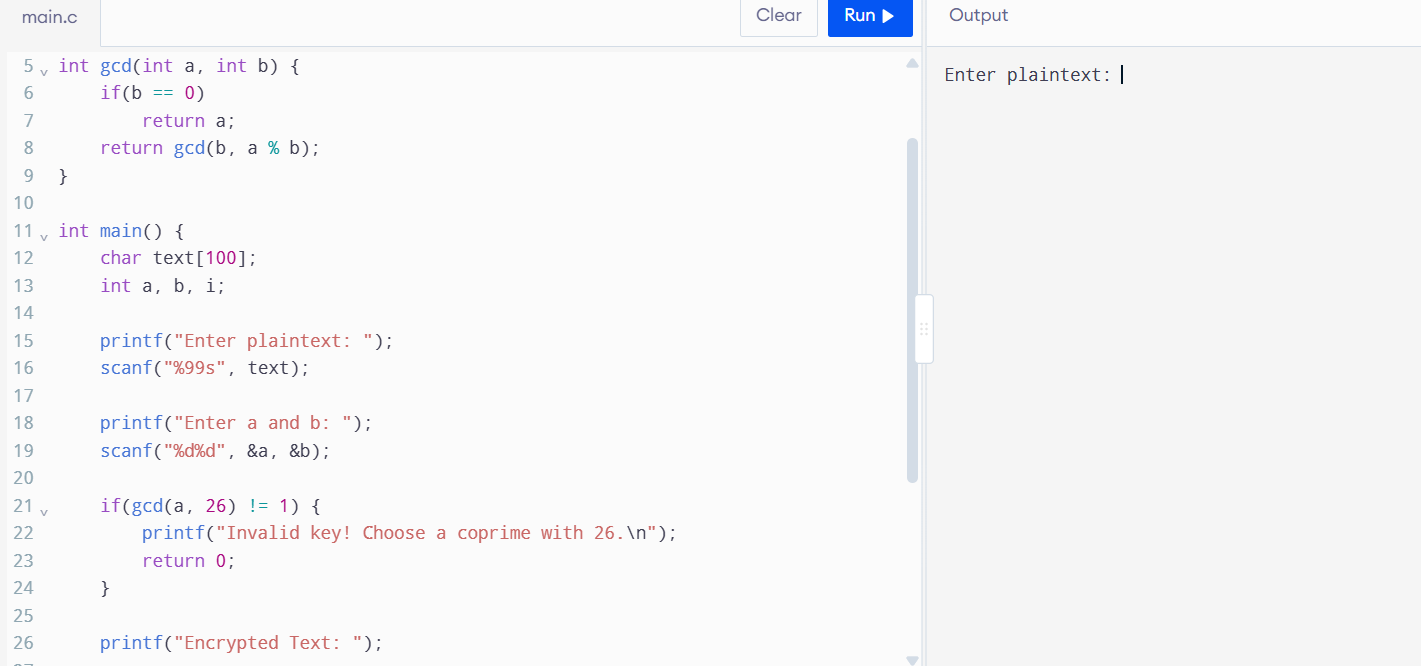 main.c
Clear
Run
Output
5 int gcd(int a, int b) {
6     if(b == 0)
7         return a;
8     return gcd(b, a % b);
9 }
10
11 int main() {
12     char text[100];
13     int a, b, i;
14
15     printf("Enter plaintext: ");
16     scanf("%99s", text);
17
18     printf("Enter a and b: ");
19     scanf("%d%d", &a, &b);
20
21     if(gcd(a, 26) != 1) {
22         printf("Invalid key! Choose a coprime with 26.\n");
23         return 0;
24     }
25
26     printf("Encrypted Text: ");
Enter plaintext: